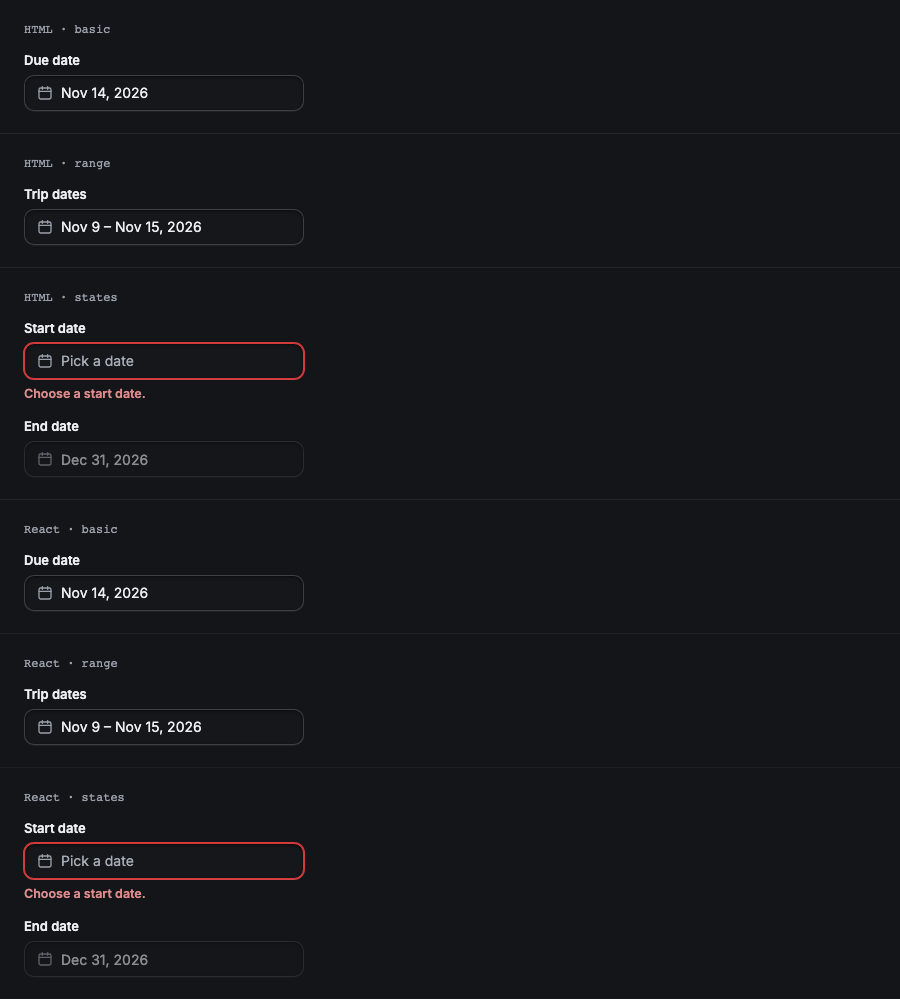 HTML · basic
Due date
Nov 14, 2026
HTML · range
Trip dates
Nov 9 – Nov 15, 2026
HTML · states
Start date
Pick a date
Choose a start date.
End date
Dec 31, 2026
React · basic
Due date
Nov 14, 2026
React · range
Trip dates
Nov 9 – Nov 15, 2026
React · states
Start date
Pick a date
Choose a start date.
End date
Dec 31, 2026